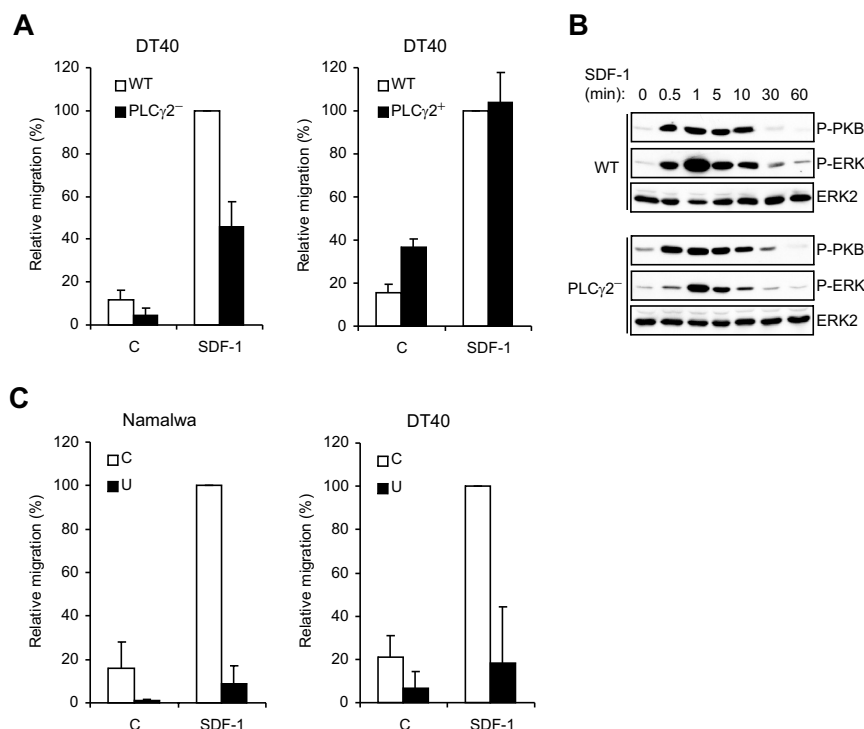 A
DT40
WT
PLCγ2⁻
Relative migration (%)
120
100
80
60
40
20
0
C SDF-1
DT40
WT
PLCγ2⁺
Relative migration (%)
120
100
80
60
40
20
0
C SDF-1
B
SDF-1
(min): 0 0.5 1 5 10 30 60
WT
P-PKB
P-ERK
ERK2
PLCγ2⁻
P-PKB
P-ERK
ERK2
C
Namalwa
C
U
Relative migration (%)
120
100
80
60
40
20
0
C SDF-1
DT40
C
U
Relative migration (%)
120
100
80
60
40
20
0
C SDF-1